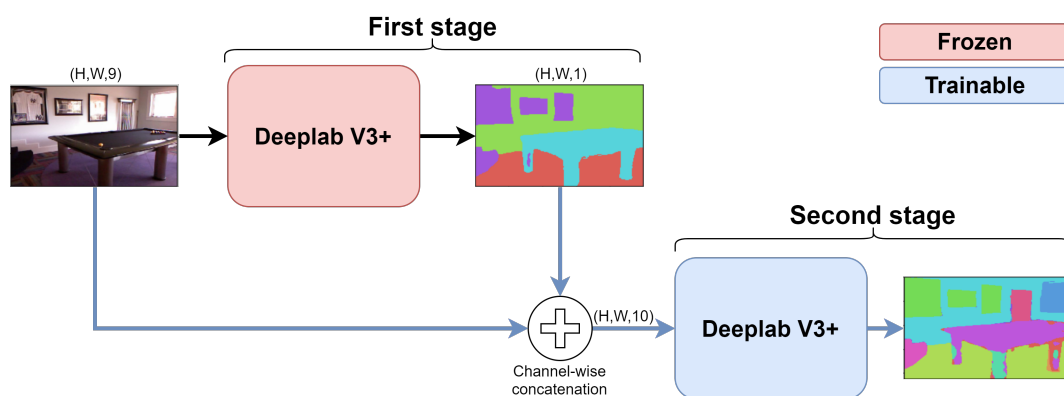 First stage
Frozen
(H,W,9)
(H,W,1)
Trainable
Deeplab V3+
Second stage
(H,W,10)
Deeplab V3+
Channel-wise
concatenation